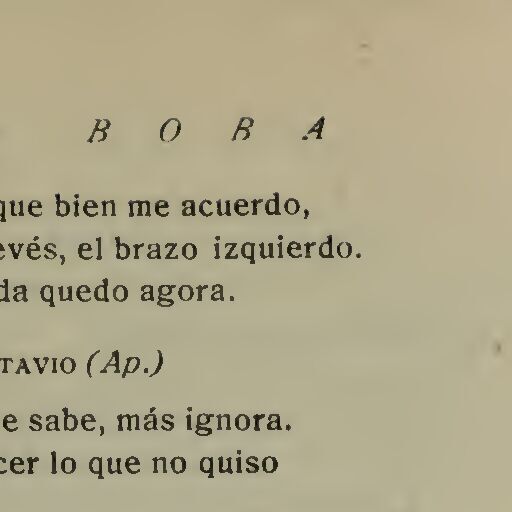 B O B A
que bien me acuerdo,
evés, el brazo izquierdo.
da quedo agora.
TAVIO (Ap.)
e sabe, más ignora.
cer lo que no quiso